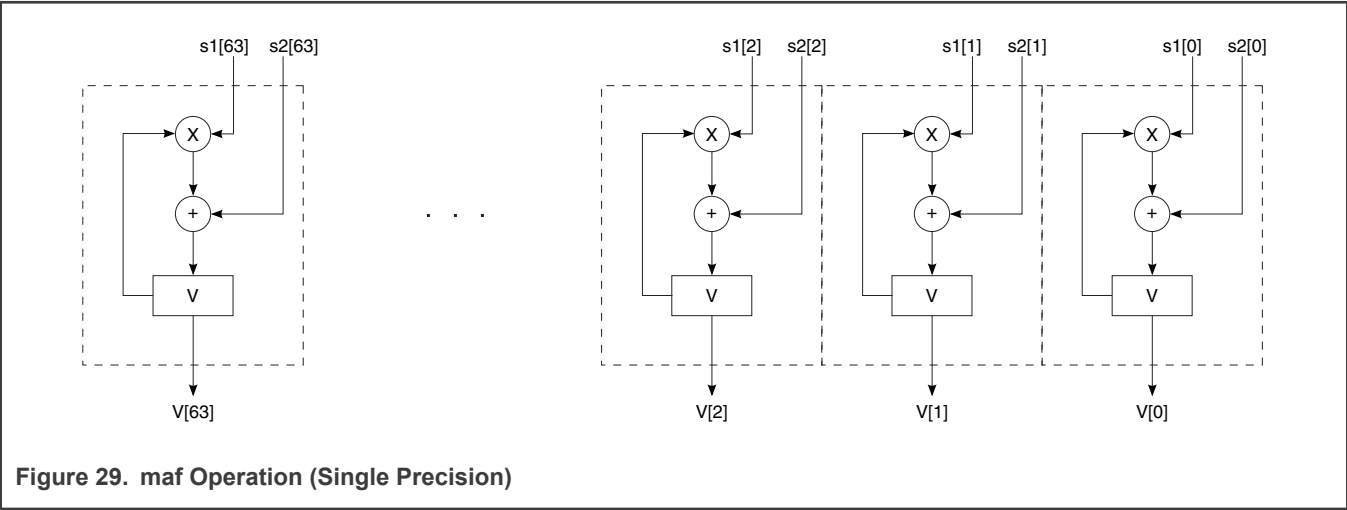 s1[63] s2[63] s1[2] s2[2] s1[1] s2[1] s1[0] s2[0]
X X X X
+ . . . + + +
V V V V
V[63] V[2] V[1] V[0]
Figure 29. maf Operation (Single Precision)